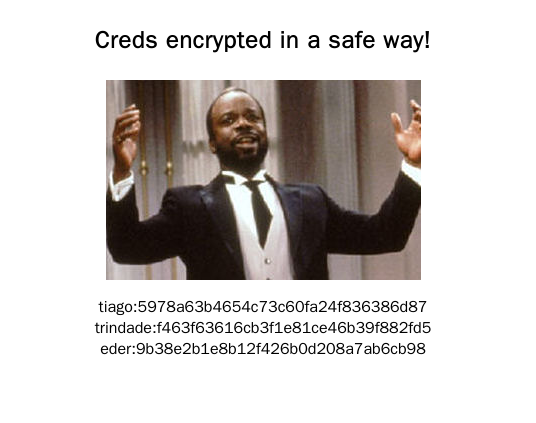 Creds encrypted in a safe way!
tiago:5978a63b4654c73c60fa24f836386d87
trindade:f463f63616cb3f1e81ce46b39f882fd5
eder:9b38e2b1e8b12f426b0d208a7ab6cb98